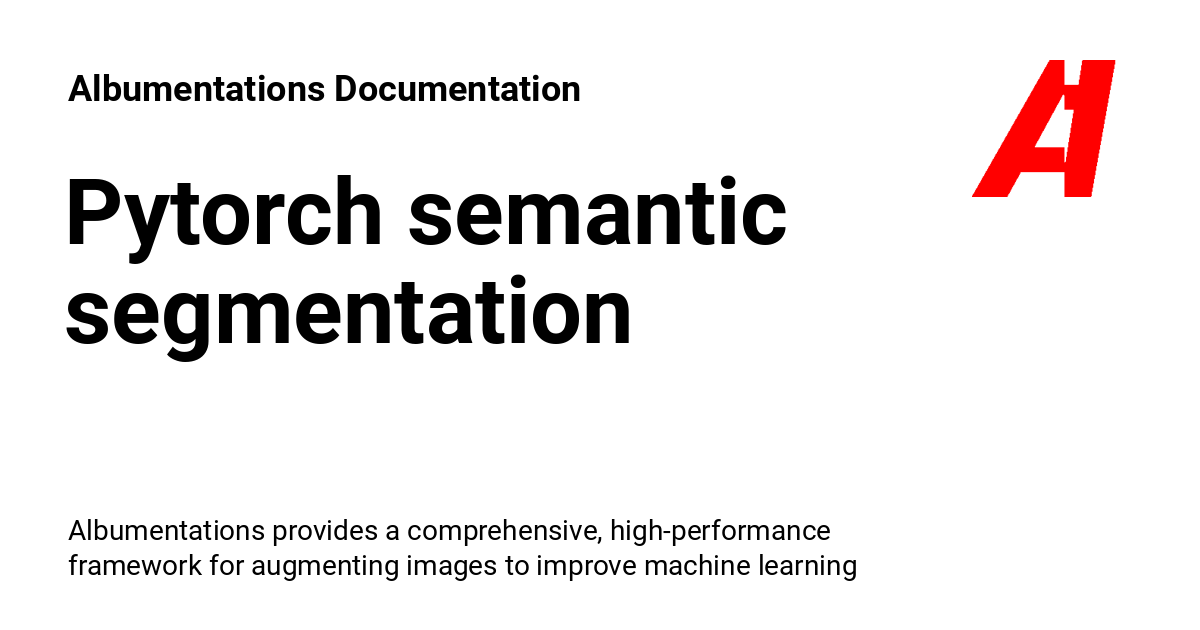 Albumentations Documentation
Pytorch semantic
segmentation
Albumentations provides a comprehensive, high-performance
framework for augmenting images to improve machine learning